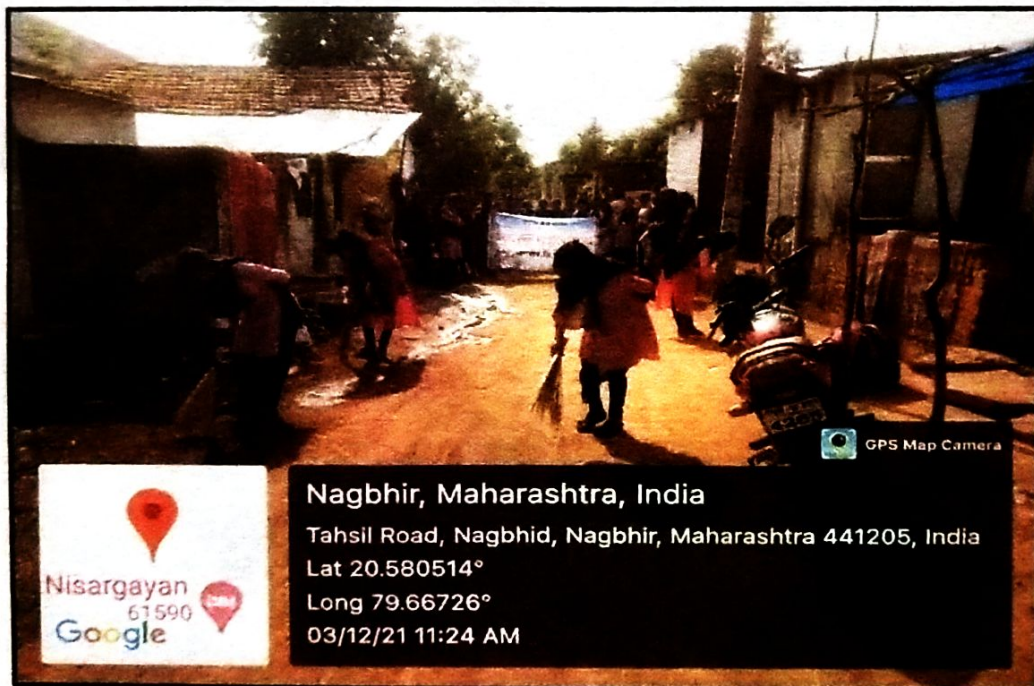 GPS Map Camera
Nagbhir, Maharashtra, India
Tahsil Road, Nagbhid, Nagbhir, Maharashtra 441205, India
Lat 20.580514°
Long 79.66726°
03/12/21 11:24 AM
Nisargayan
61590
Google